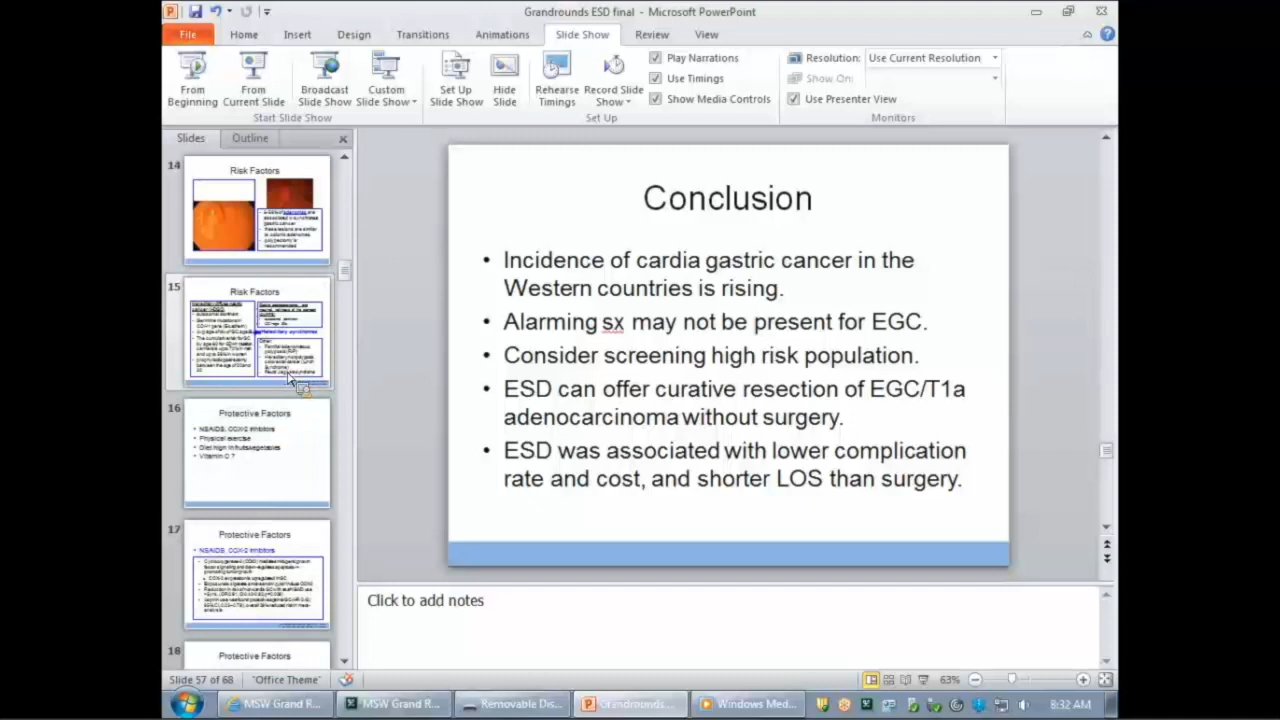 Grandrounds ESD final - Microsoft PowerPoint
File Home Insert Design Transitions Animations Slide Show Review View
From Beginning
From Current Slide
Broadcast Slide Show
Custom Slide Show
Set Up Slide Show
Hide Slide
Rehearse Timings
Record Slide Show
Play Narrations
Use Timings
Show Media Controls
Resolution: Use Current Resolution
Show On:
Use Presenter View
Start Slide Show Set Up Monitors
Slides Outline
14
Risk Factors
15
Risk Factors
16
Protective Factors
• NSAIDS, COX-2 Inhibitors
• Physical exercise
• Diet high in fruits/vegetables
• Vitamin C ?
17
Protective Factors
• NSAIDS, COX-2 Inhibitors
18
Protective Factors
Conclusion
• Incidence of cardia gastric cancer in the
Western countries is rising.
• Alarming sx may not be present for EGC.
• Consider screening high risk population.
• ESD can offer curative resection of EGC/T1a
adenocarcinoma without surgery.
• ESD was associated with lower complication
rate and cost, and shorter LOS than surgery.
Click to add notes
Slide 57 of 68 "Office Theme" 63%
MSW Grand R... MSW Grand R... Removable Dis... Grandrounds... Windows Med... 8:32 AM